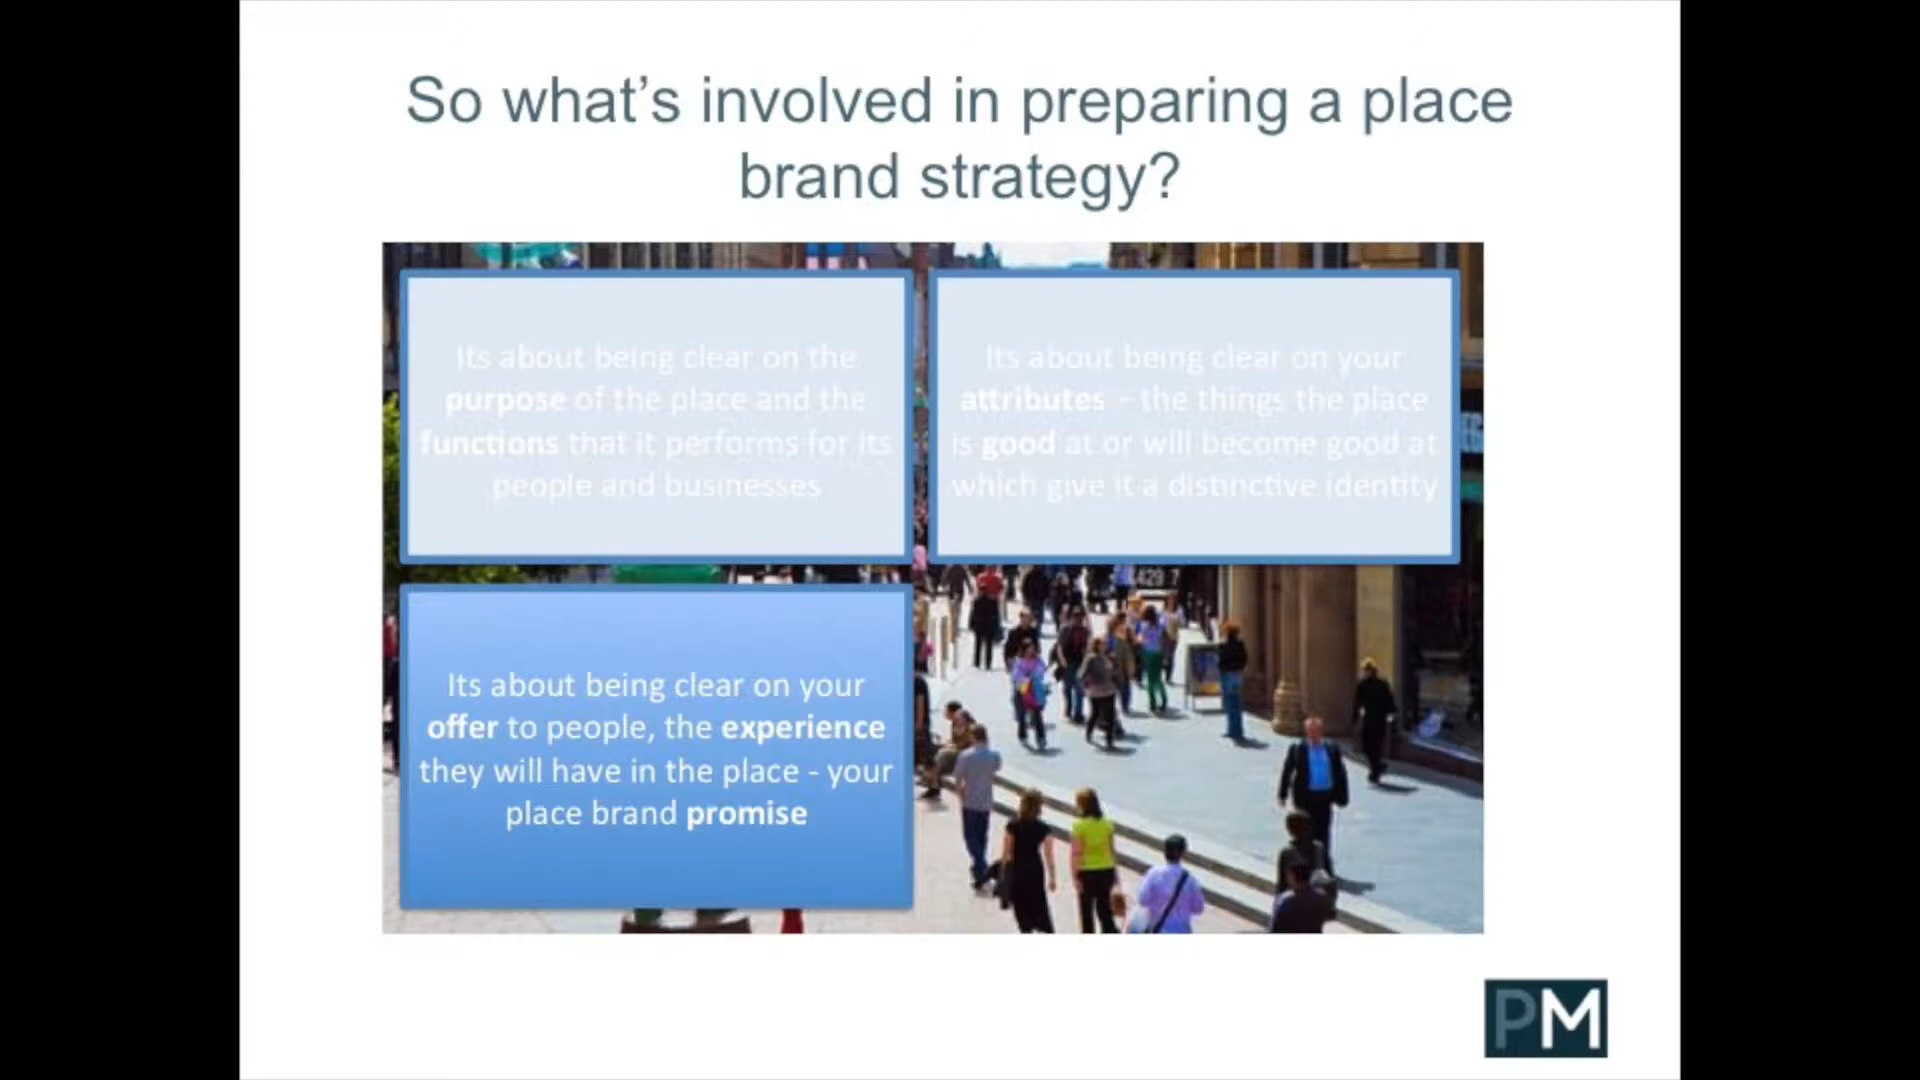 So what's involved in preparing a place
brand strategy?
Its about being clear on the
purpose of the place and the
functions that it performs for its
people and businesses
Its about being clear on your
attributes - the things the place
is good at or will become good at
which give it a distinctive identity
Its about being clear on your
offer to people, the experience
they will have in the place - your
place brand promise
429 7
PM